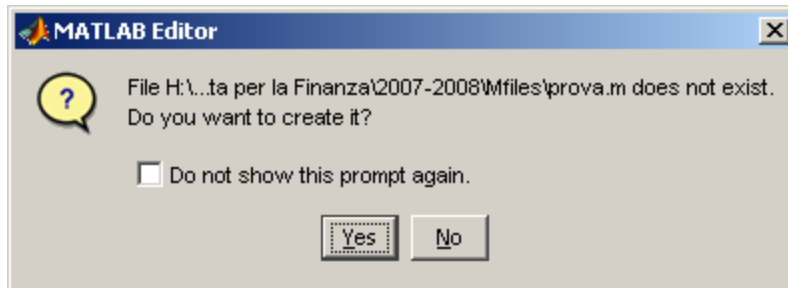 MATLAB Editor
?
File H:\...ta per la Finanza\2007-2008\Mfiles\prova.m does not exist.
Do you want to create it?
Do not show this prompt again.
Yes No